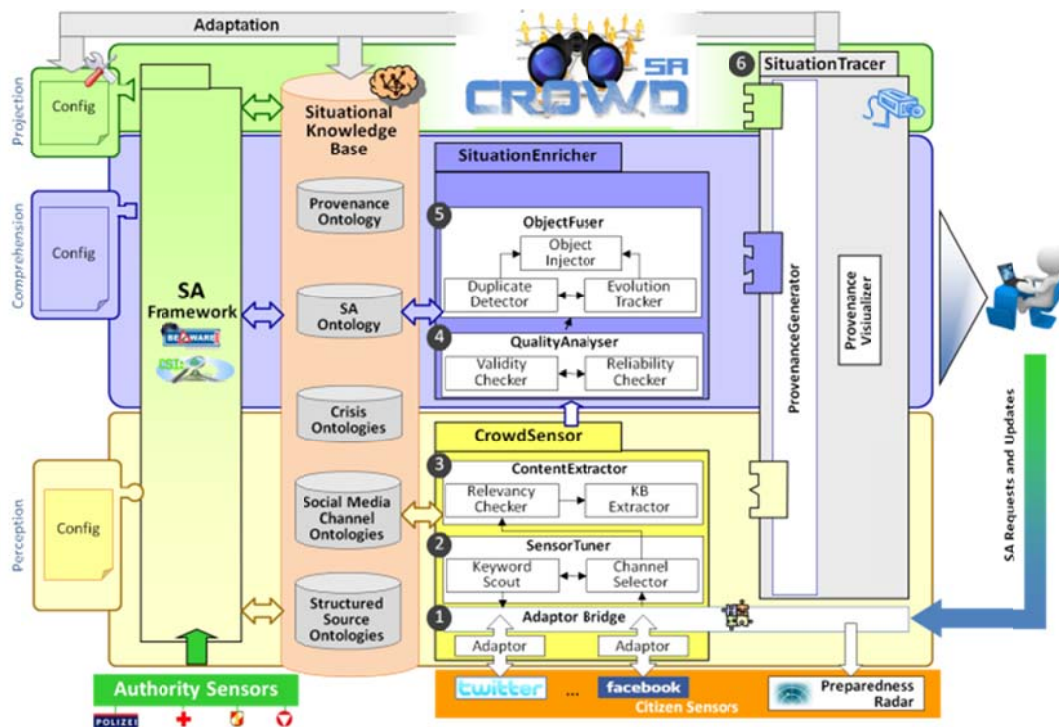 Adaptation
SA
CROWD
6 SituationTracer
Projection
Config
Situational
Knowledge
Base
SituationEnricher
Comprehension
Config
Provenance
Ontology
5
ObjectFuser
Object
Injector
Duplicate
Detector
Evolution
Tracker
SA
Framework
BeAware!
CSI:
SA
Ontology
4
QualityAnalyser
Validity
Checker
Reliability
Checker
ProvenanceGenerator
Provenance
Visiualizer
Crisis
Ontologies
CrowdSensor
Perception
Config
3
ContentExtractor
Relevancy
Checker
KB
Extractor
Social Media
Channel
Ontologies
2
SensorTuner
Keyword
Scout
Channel
Selector
Structured
Source
Ontologies
1
Adaptor Bridge
Adaptor
Adaptor
SA Requests and Updates
Authority Sensors
POLIZEI
twitter
...
facebook
Citizen Sensors
Preparedness
Radar